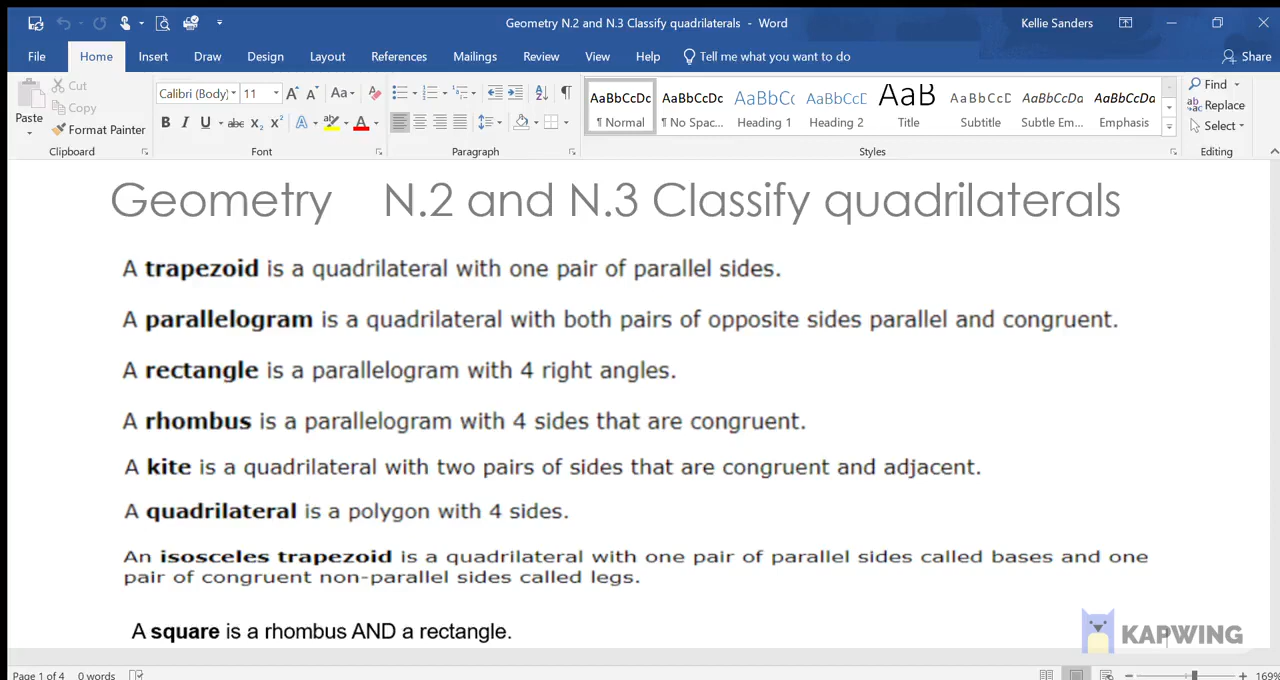 Geometry N.2 and N.3 Classify quadrilaterals - Word
Kellie Sanders
File Home Insert Draw Design Layout References Mailings Review View Help Tell me what you want to do Share
Paste
Cut
Copy
Format Painter
Clipboard
Calibri (Body) 11
Aa
B I U abc X₂ X² A aby A
Font
Paragraph
AaBbCcDc AaBbCcDc AaBbCc AaBbCcD AaB AaBbCcD AaBbCcDa AaBbCcDa
¶ Normal ¶ No Spac... Heading 1 Heading 2 Title Subtitle Subtle Em... Emphasis
Styles
Find
Replace
Select
Editing
Geometry N.2 and N.3 Classify quadrilaterals
A trapezoid is a quadrilateral with one pair of parallel sides.
A parallelogram is a quadrilateral with both pairs of opposite sides parallel and congruent.
A rectangle is a parallelogram with 4 right angles.
A rhombus is a parallelogram with 4 sides that are congruent.
A kite is a quadrilateral with two pairs of sides that are congruent and adjacent.
A quadrilateral is a polygon with 4 sides.
An isosceles trapezoid is a quadrilateral with one pair of parallel sides called bases and one
pair of congruent non-parallel sides called legs.
A square is a rhombus AND a rectangle.
KAPWING
Page 1 of 4 0 words
169%